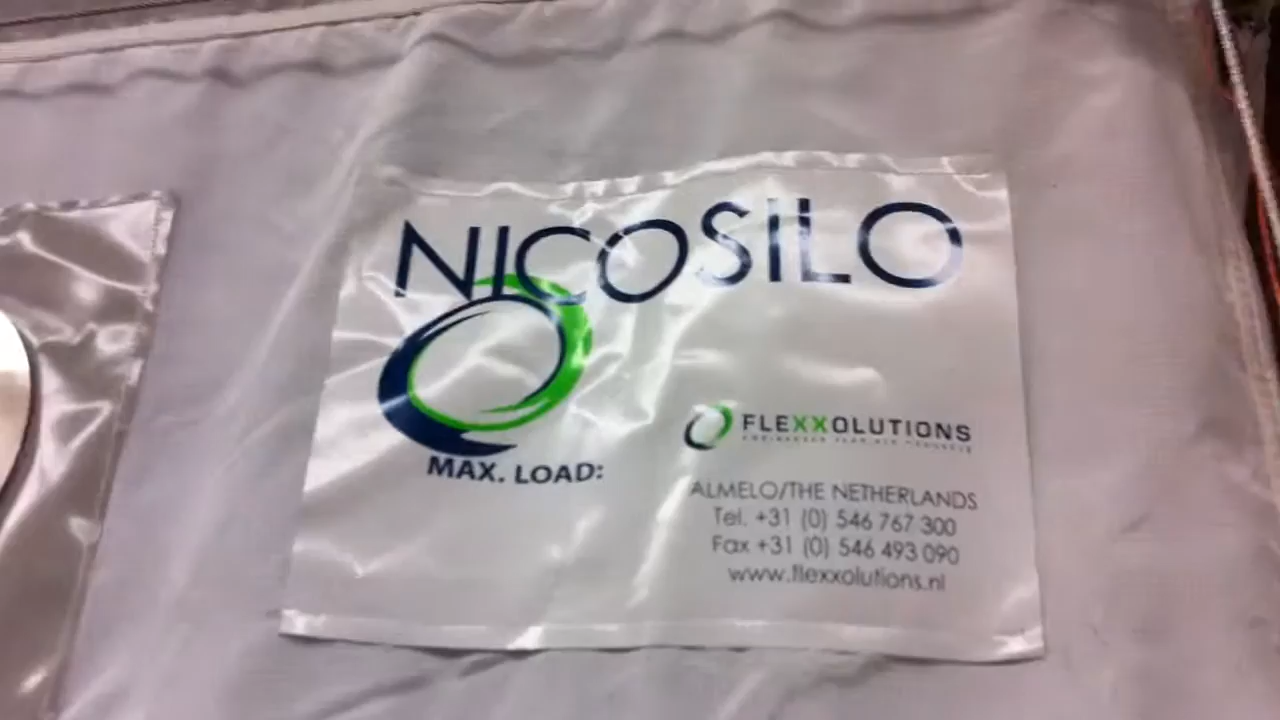 NICOSILO
MAX. LOAD:
FLEXXOLUTIONS
ALMELO/THE NETHERLANDS
Tel. +31 (0) 546 767 300
Fax +31 (0) 546 493 090
www.flexxolutions.nl